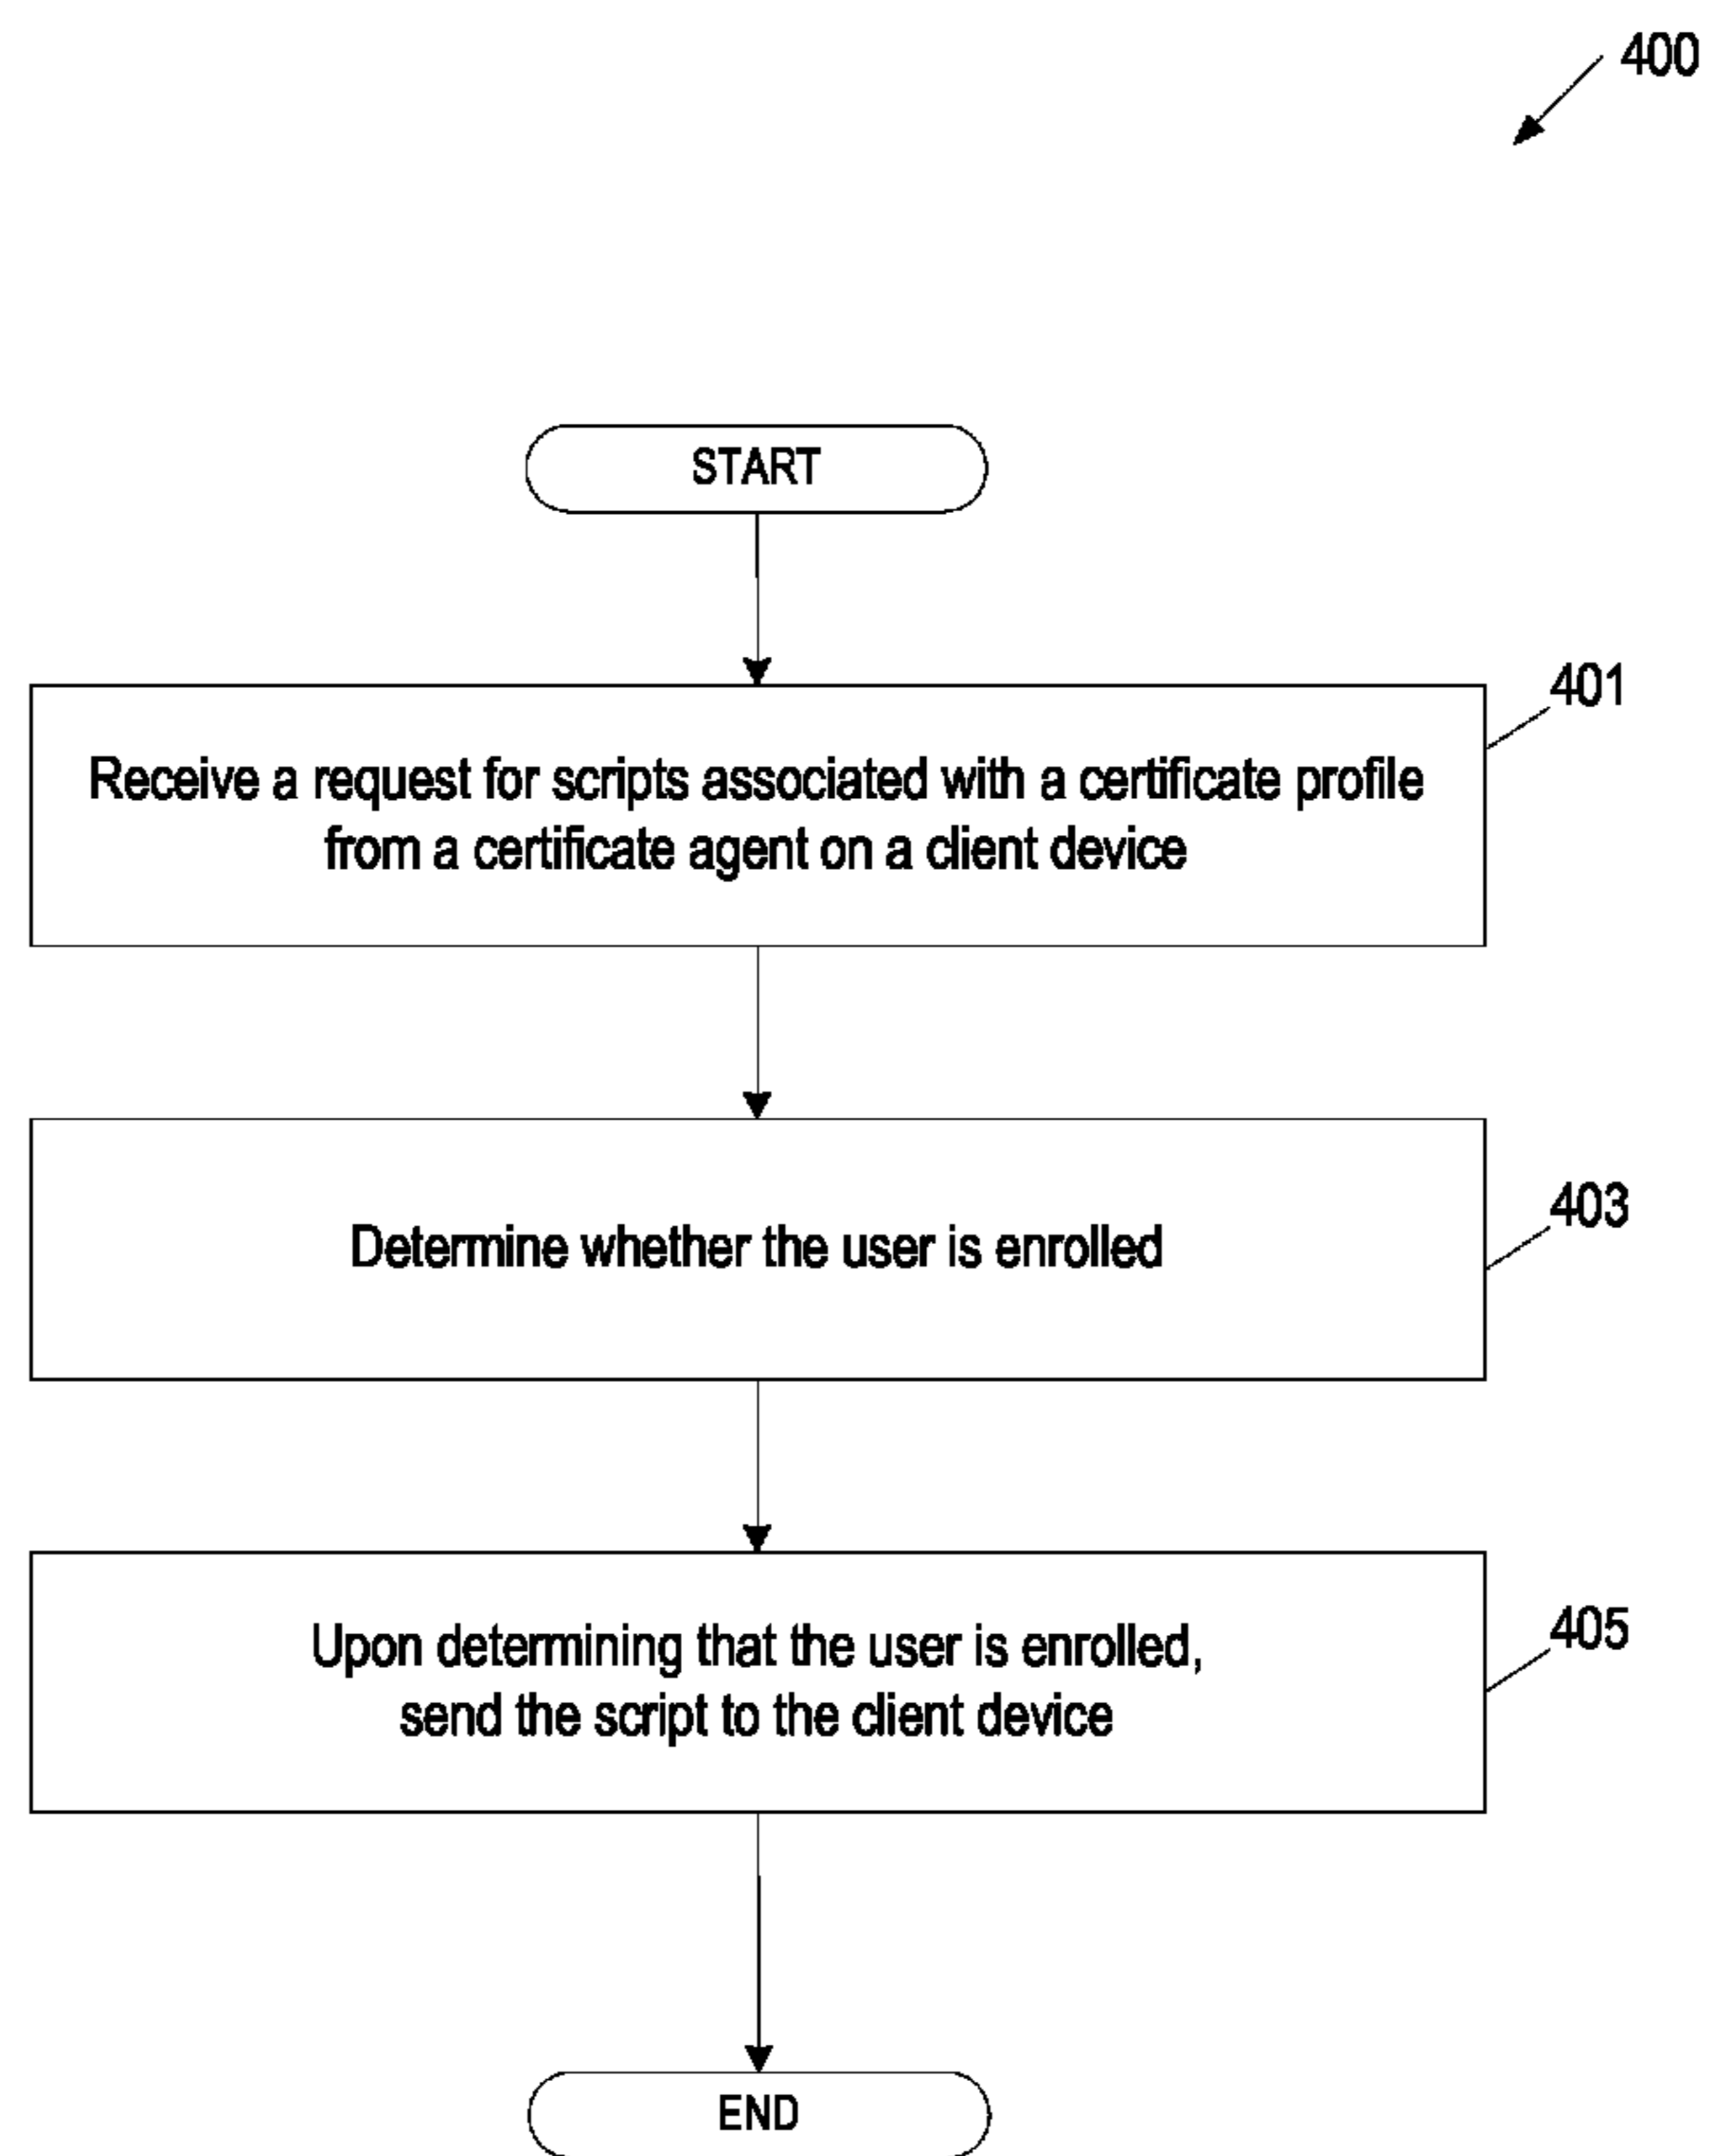 400
START
401
Receive a request for scripts associated with a certificate profile
from a certificate agent on a client device
403
Determine whether the user is enrolled
405
Upon determining that the user is enrolled,
send the script to the client device
END